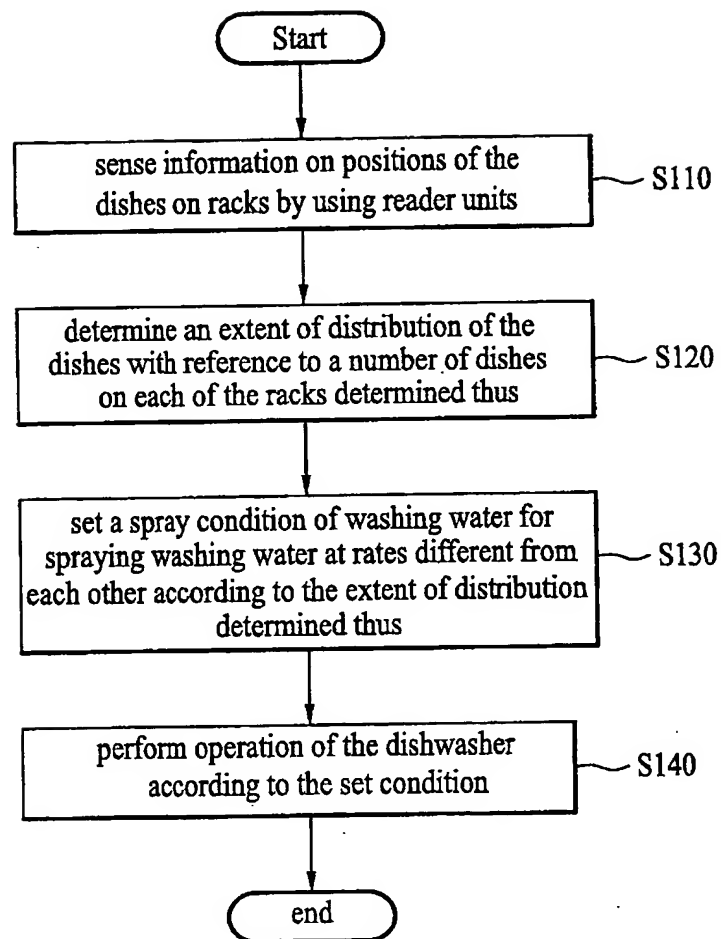 Start
sense information on positions of the
dishes on racks by using reader units
S110
determine an extent of distribution of the
dishes with reference to a number of dishes
on each of the racks determined thus
S120
set a spray condition of washing water for
spraying washing water at rates different from
each other according to the extent of distribution
determined thus
S130
perform operation of the dishwasher
according to the set condition
S140
end